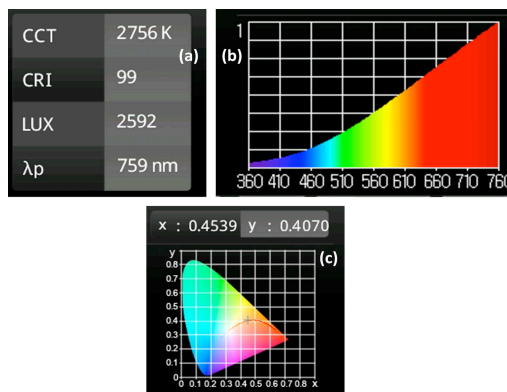 CCT 2756 K
(a)
CRI 99
LUX 2592
λp 759 nm
(b)
1
360 410 460 510 560 610 660 710 760
x : 0.4539 y : 0.4070
(c)
y
0.8
0.7
0.6
0.5
0.4
0.3
0.2
0.1
0 0.1 0.2 0.3 0.4 0.5 0.6 0.7 0.8 x